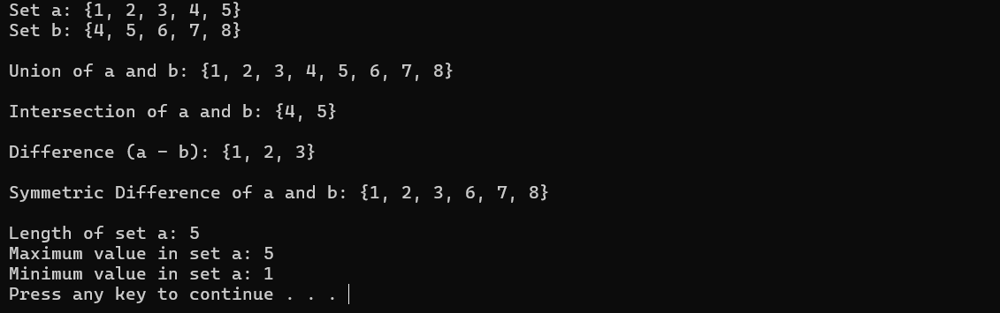 Set a: {1, 2, 3, 4, 5}
Set b: {4, 5, 6, 7, 8}
Union of a and b: {1, 2, 3, 4, 5, 6, 7, 8}
Intersection of a and b: {4, 5}
Difference (a - b): {1, 2, 3}
Symmetric Difference of a and b: {1, 2, 3, 6, 7, 8}
Length of set a: 5
Maximum value in set a: 5
Minimum value in set a: 1
Press any key to continue . . .